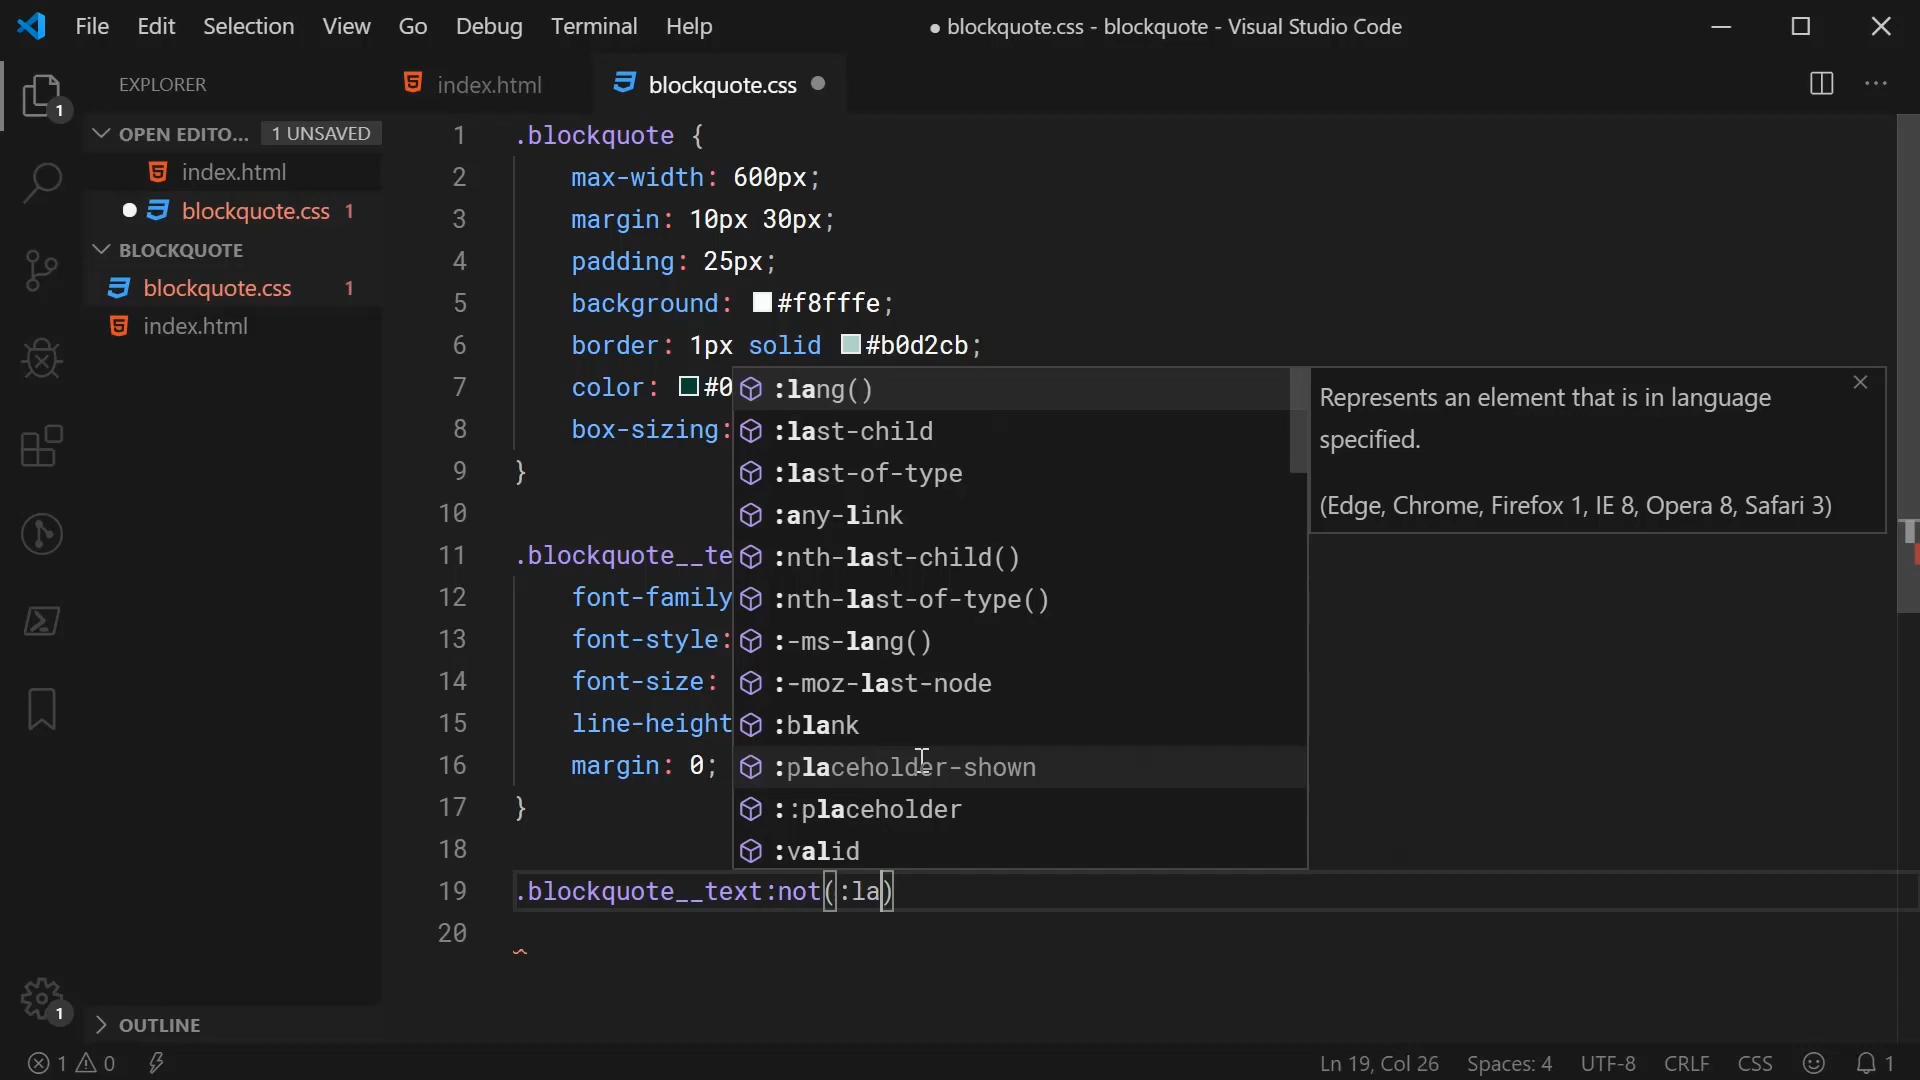 File Edit Selection View Go Debug Terminal Help
● blockquote.css - blockquote - Visual Studio Code
EXPLORER
OPEN EDITO... 1 UNSAVED
index.html
blockquote.css 1
BLOCKQUOTE
blockquote.css 1
index.html
OUTLINE
1
1
index.html
blockquote.css
1 .blockquote {
2 max-width: 600px;
3 margin: 10px 30px;
4 padding: 25px;
5 background: #f8fffe;
6 border: 1px solid #b0d2cb;
7 color: #0
8 box-sizing:
9 }
10
11 .blockquote__te
12 font-family
13 font-style:
14 font-size:
15 line-height
16 margin: 0;
17 }
18
19 .blockquote__text:not(:la)
20
:lang()
:last-child
:last-of-type
:any-link
:nth-last-child()
:nth-last-of-type()
:-ms-lang()
:-moz-last-node
:blank
:placeholder-shown
::placeholder
:valid
Represents an element that is in language
specified.
(Edge, Chrome, Firefox 1, IE 8, Opera 8, Safari 3)
1 0
Ln 19, Col 26 Spaces: 4 UTF-8 CRLF CSS 1